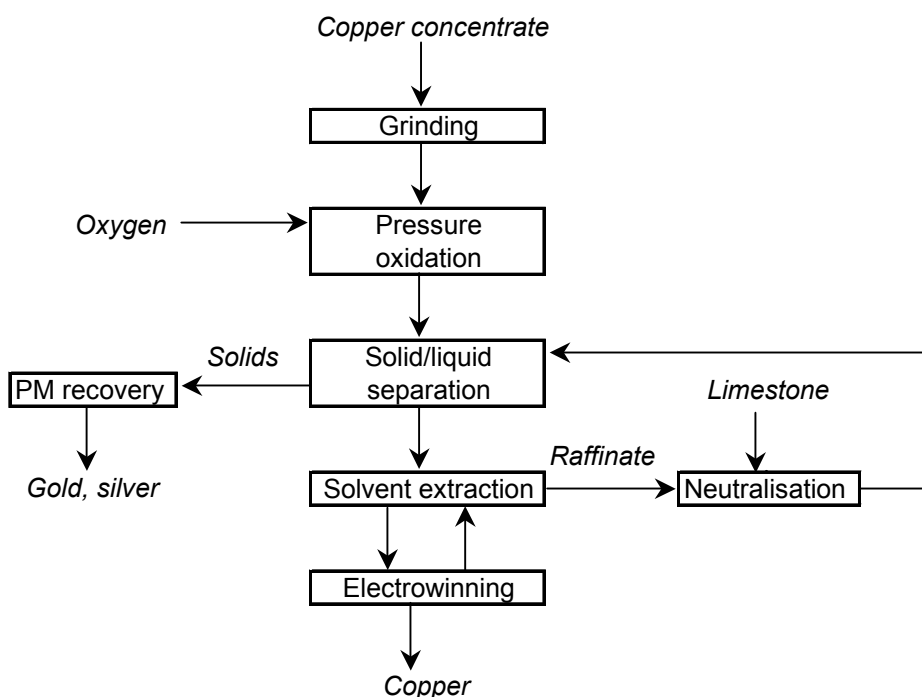 Copper concentrate
Grinding
Oxygen
Pressure
oxidation
Solids
Solid/liquid
separation
PM recovery
Limestone
Gold, silver
Raffinate
Solvent extraction
Neutralisation
Electrowinning
Copper